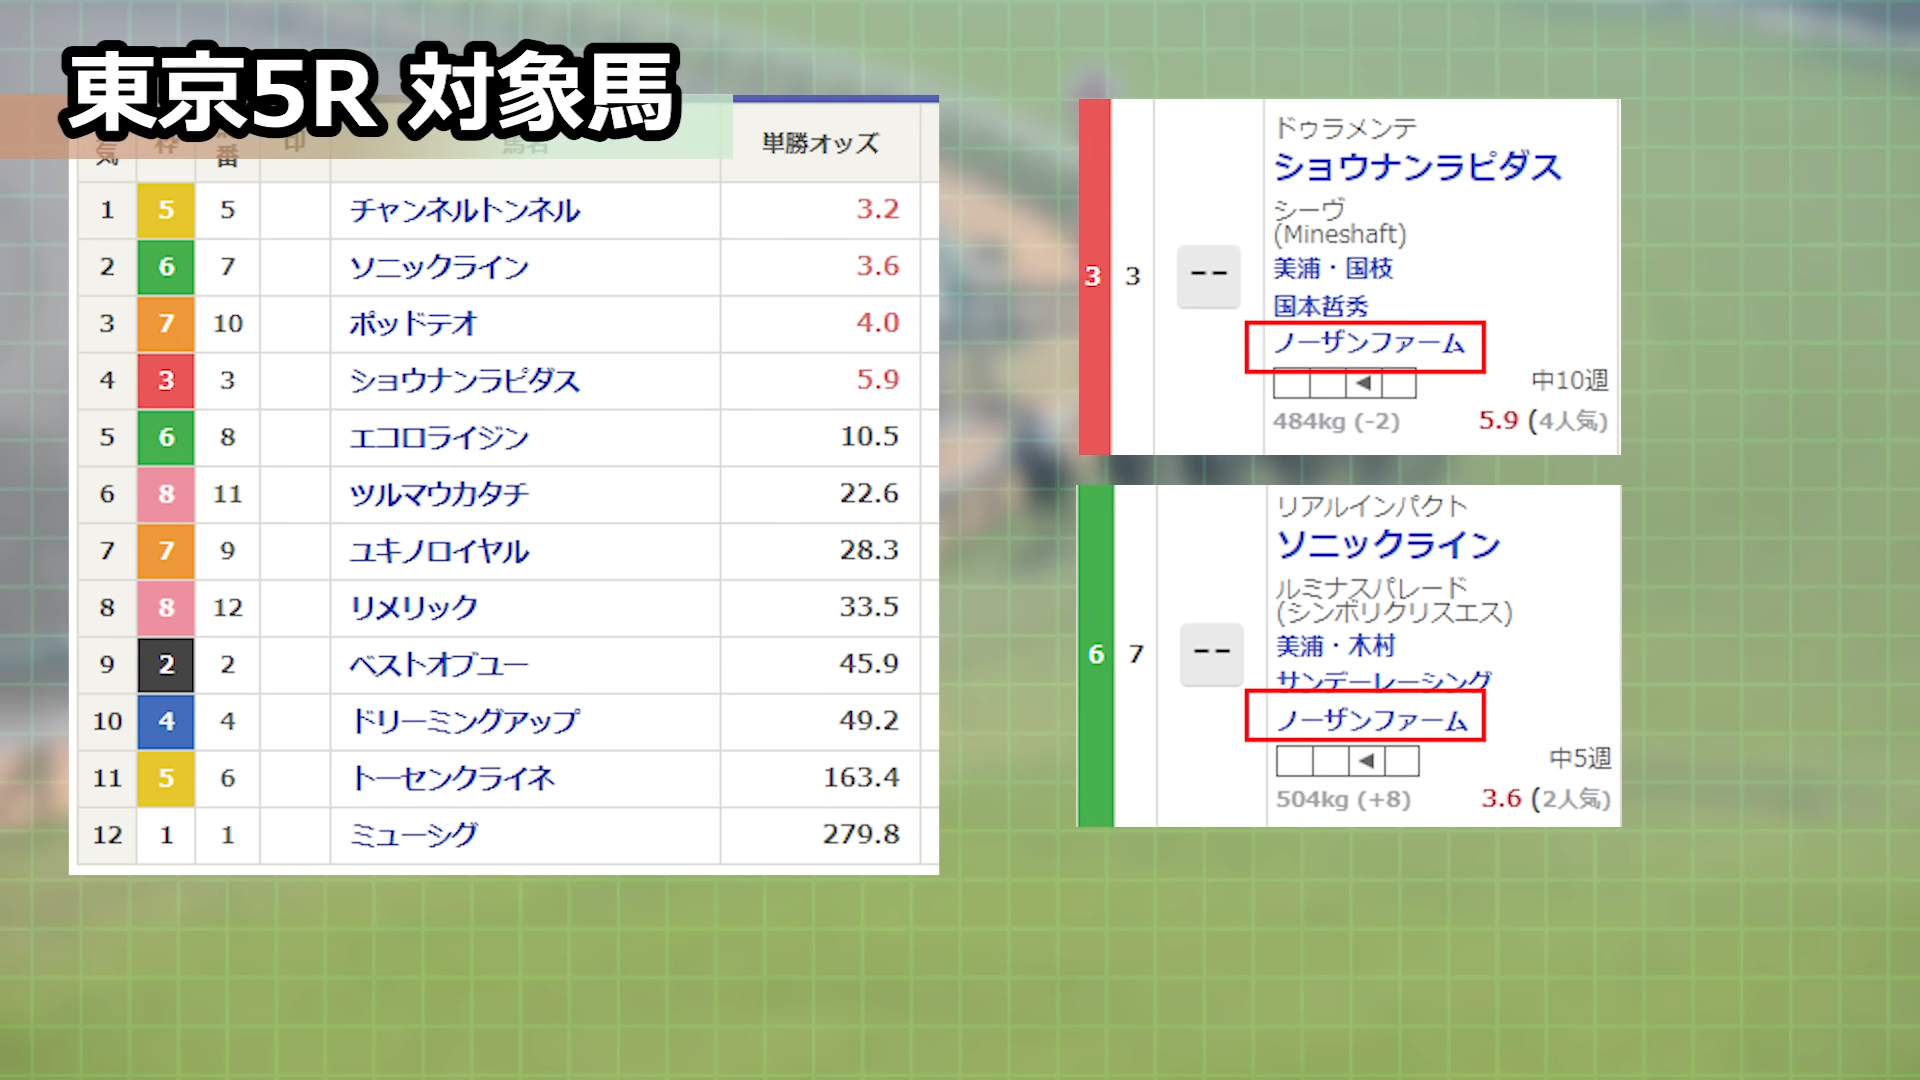 東京5R 対象馬
気 枠 番 印 馬名 単勝オッズ
1 5 5 チャンネルトンネル 3.2
2 6 7 ソニックライン 3.6
3 7 10 ポッドテオ 4.0
4 3 3 ショウナンラピダス 5.9
5 6 8 エコロライジン 10.5
6 8 11 ツルマウカタチ 22.6
7 7 9 ユキノロイヤル 28.3
8 8 12 リメリック 33.5
9 2 2 ベストオブユー 45.9
10 4 4 ドリーミングアップ 49.2
11 5 6 トーセンクライネ 163.4
12 1 1 ミューシグ 279.8
ドゥラメンテ
ショウナンラピダス
シーヴ
(Mineshaft)
美浦・国枝
3 3 --
国本哲秀
ノーザンファーム
◀ 中10週
484kg (-2) 5.9 (4人気)
リアルインパクト
ソニックライン
ルミナスパレード
(シンボリクリスエス)
美浦・木村
6 7 --
サンデーレーシング
ノーザンファーム
◀ 中5週
504kg (+8) 3.6 (2人気)